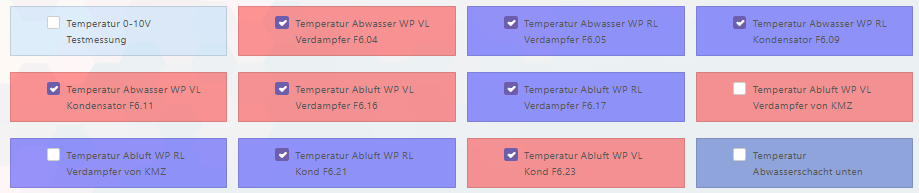 Temperatur 0-10V
Testmessung
Temperatur Abwasser WP VL
Verdampfer F6.04
Temperatur Abwasser WP RL
Verdampfer F6.05
Temperatur Abwasser WP RL
Kondensator F6.09
Temperatur Abwasser WP VL
Kondensator F6.11
Temperatur Abluft WP VL
Verdampfer F6.16
Temperatur Abluft WP RL
Verdampfer F6.17
Temperatur Abluft WP VL
Verdampfer von KMZ
Temperatur Abluft WP RL
Verdampfer von KMZ
Temperatur Abluft WP RL
Kond F6.21
Temperatur Abluft WP VL
Kond F6.23
Temperatur
Abwasserschacht unten